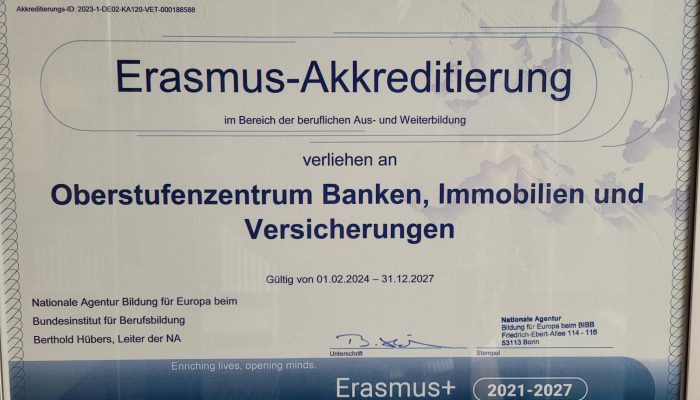 Akkreditierungs-ID: 2023-1-DE02-KA120-VET-000188588
Erasmus-Akkreditierung
im Bereich der beruflichen Aus- und Weiterbildung
verliehen an
Oberstufenzentrum Banken, Immobilien und
Versicherungen
Gültig von 01.02.2024 – 31.12.2027
Nationale Agentur Bildung für Europa beim
Bundesinstitut für Berufsbildung
Berthold Hübers, Leiter der NA
Unterschrift
Nationale Agentur
Bildung für Europa beim BIBB
Friedrich-Ebert-Allee 114 - 116
53113 Bonn
Stempel
Enriching lives, opening minds.
Erasmus+
2021-2027